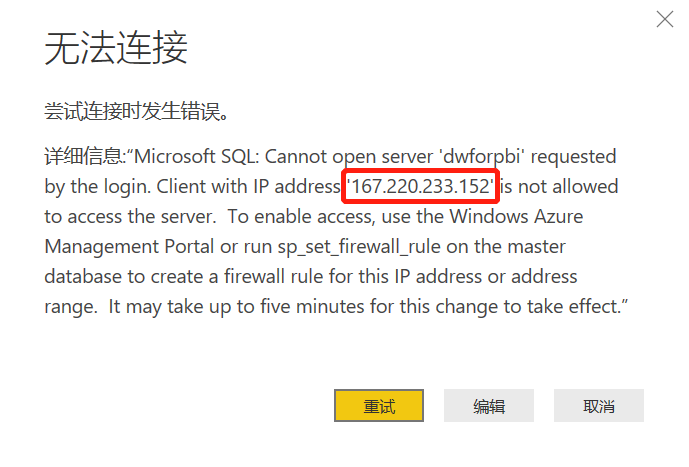 无法连接
尝试连接时发生错误。
详细信息:“Microsoft SQL: Cannot open server 'dwforpbi' requested
by the login. Client with IP address '167.220.233.152' is not allowed
to access the server.  To enable access, use the Windows Azure
Management Portal or run sp_set_firewall_rule on the master
database to create a firewall rule for this IP address or address
range.  It may take up to five minutes for this change to take effect.”
重试
编辑
取消